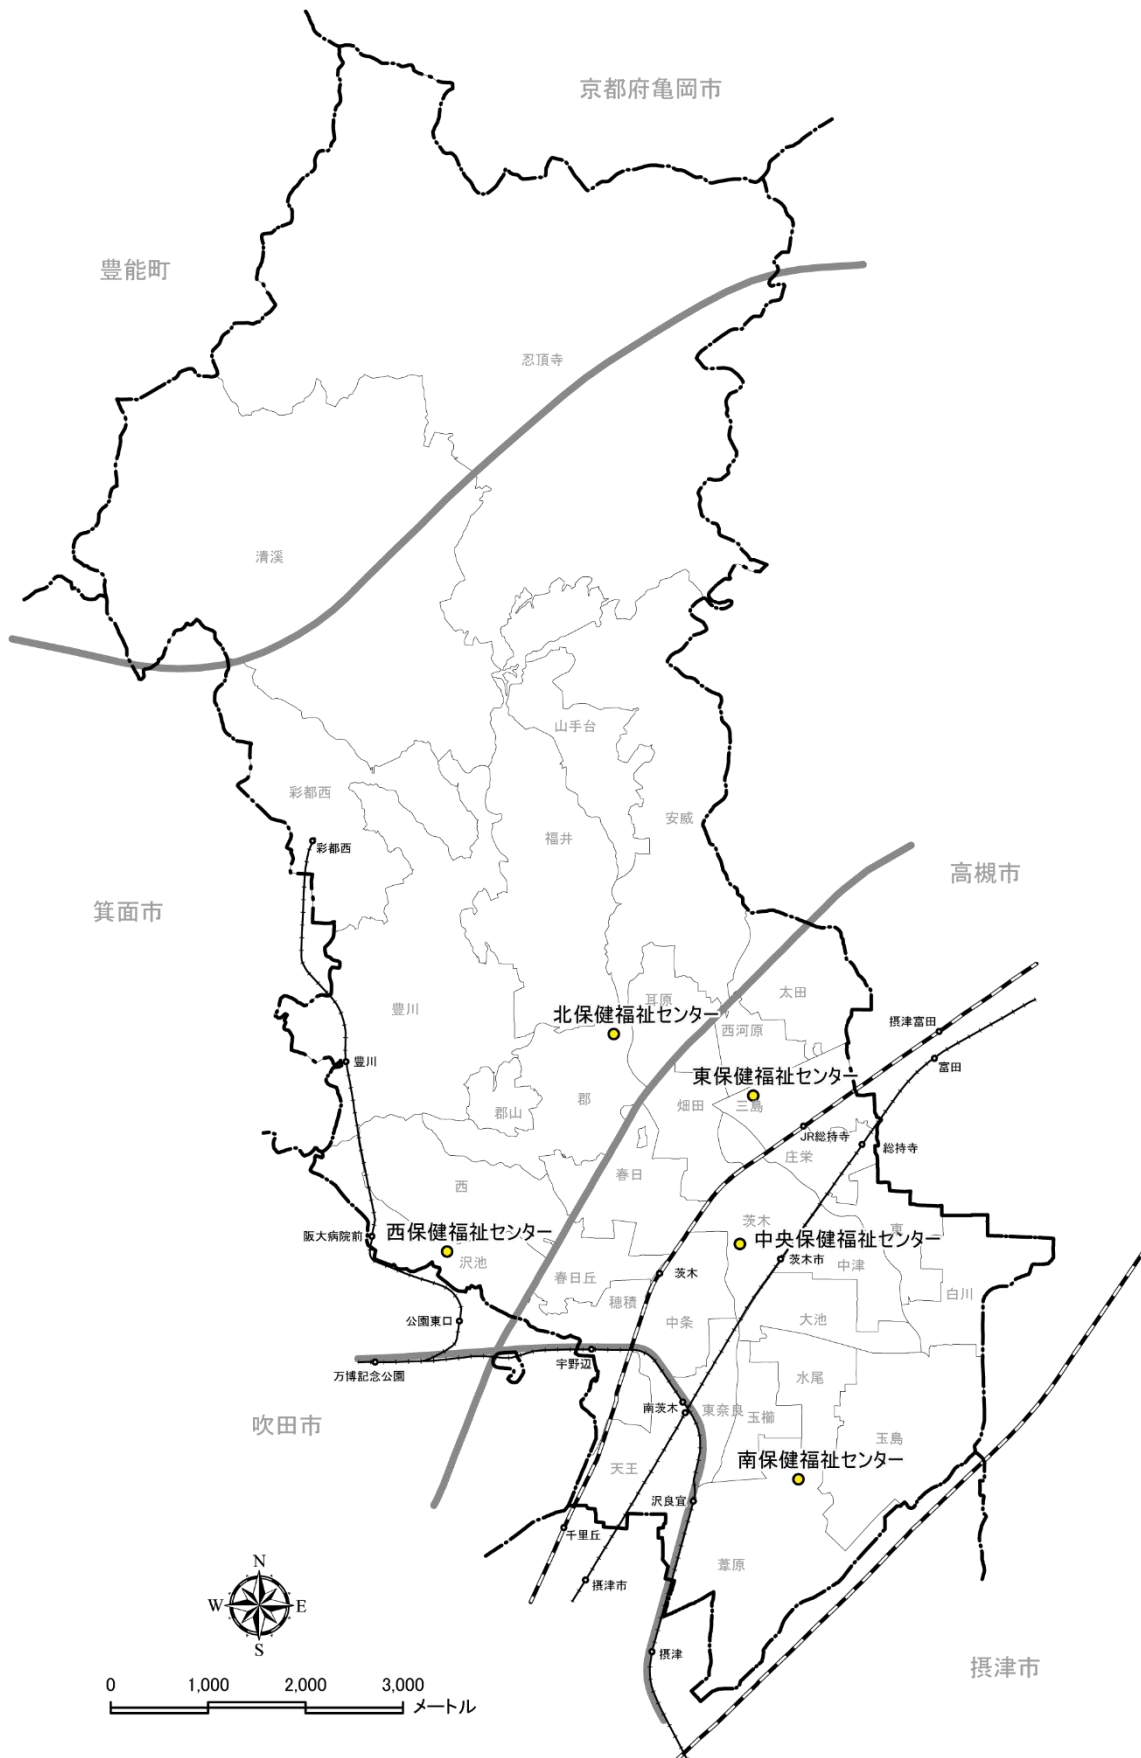 京都府亀岡市
豊能町
忍頂寺
清溪
山手台
彩都西
安威
福井
彩都西
高槻市
箕面市
太田
耳原
豊川
北保健福祉センター
西河原
摂津富田
豊川
富田
東保健福祉センター
郡
畑田
三島
郡山
JR総持寺
総持寺
庄栄
春日
西
茨木
東
阪大病院前
西保健福祉センター
中央保健福祉センター
沢池
茨木市
中津
春日丘
茨木
白川
穂積
公園東口
中条
大池
宇野辺
万博記念公園
水尾
南茨木
東奈良
玉櫛
吹田市
玉島
南保健福祉センター
天王
沢良宜
千里丘
葦原
摂津市
N
W
E
S
摂津
摂津市
0
1,000
2,000
3,000
メートル